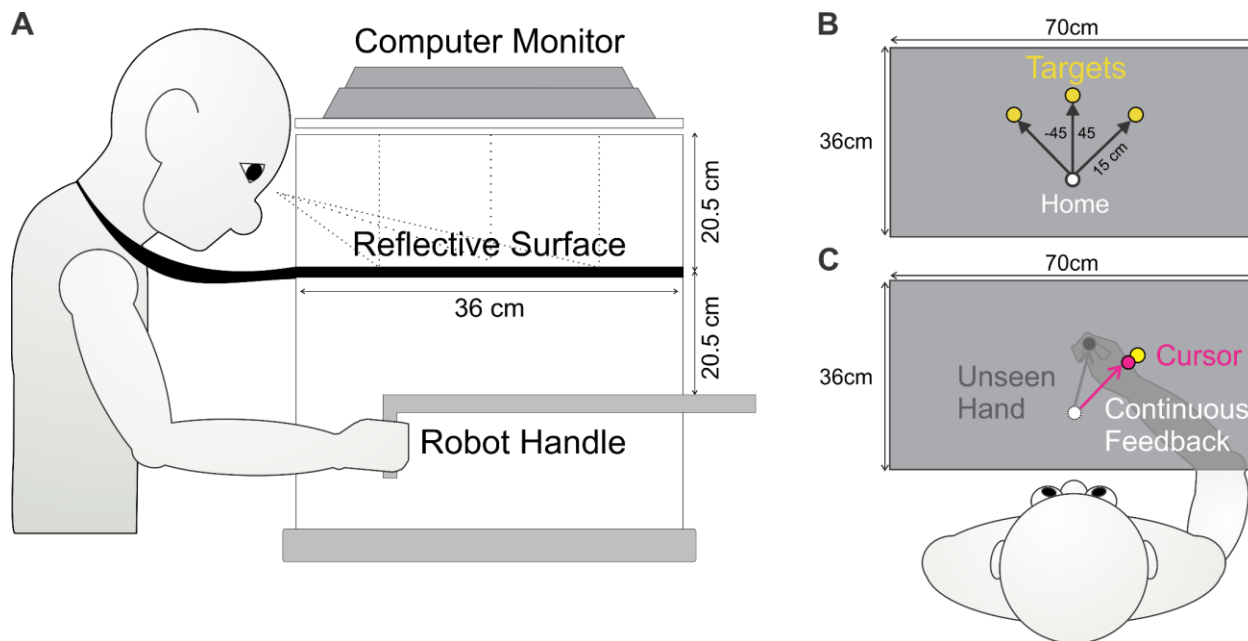 A
Computer Monitor
20.5 cm
Reflective Surface
36 cm
20.5 cm
Robot Handle
B
70cm
Targets
36cm
-45 45
15 cm
Home
C
70cm
36cm
Cursor
Unseen
Hand
Continuous
Feedback